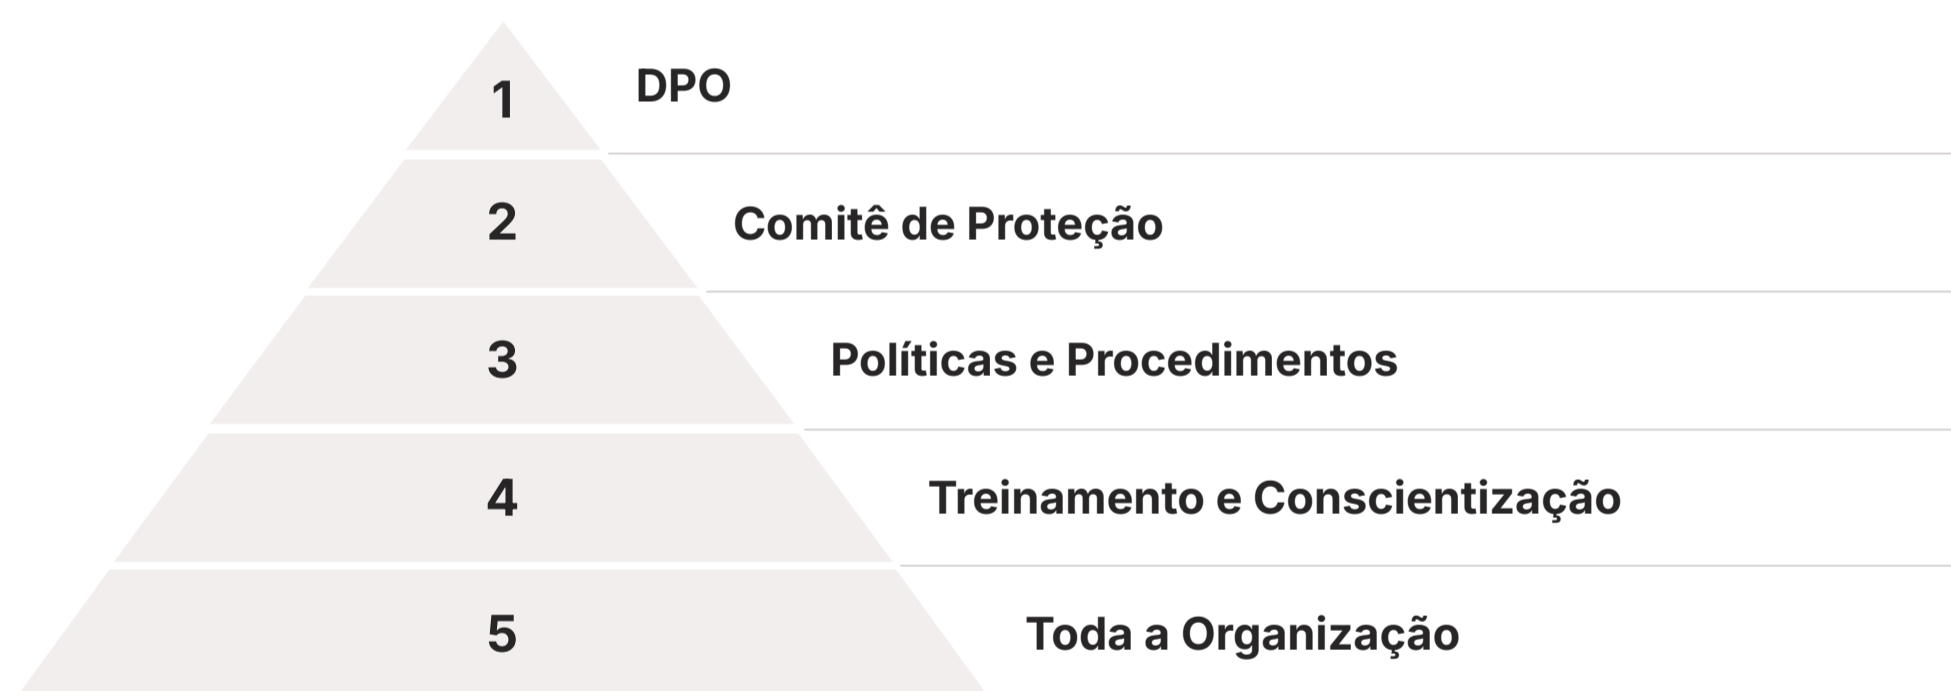 1 DPO
2 Comitê de Proteção
3 Políticas e Procedimentos
4 Treinamento e Conscientização
5 Toda a Organização